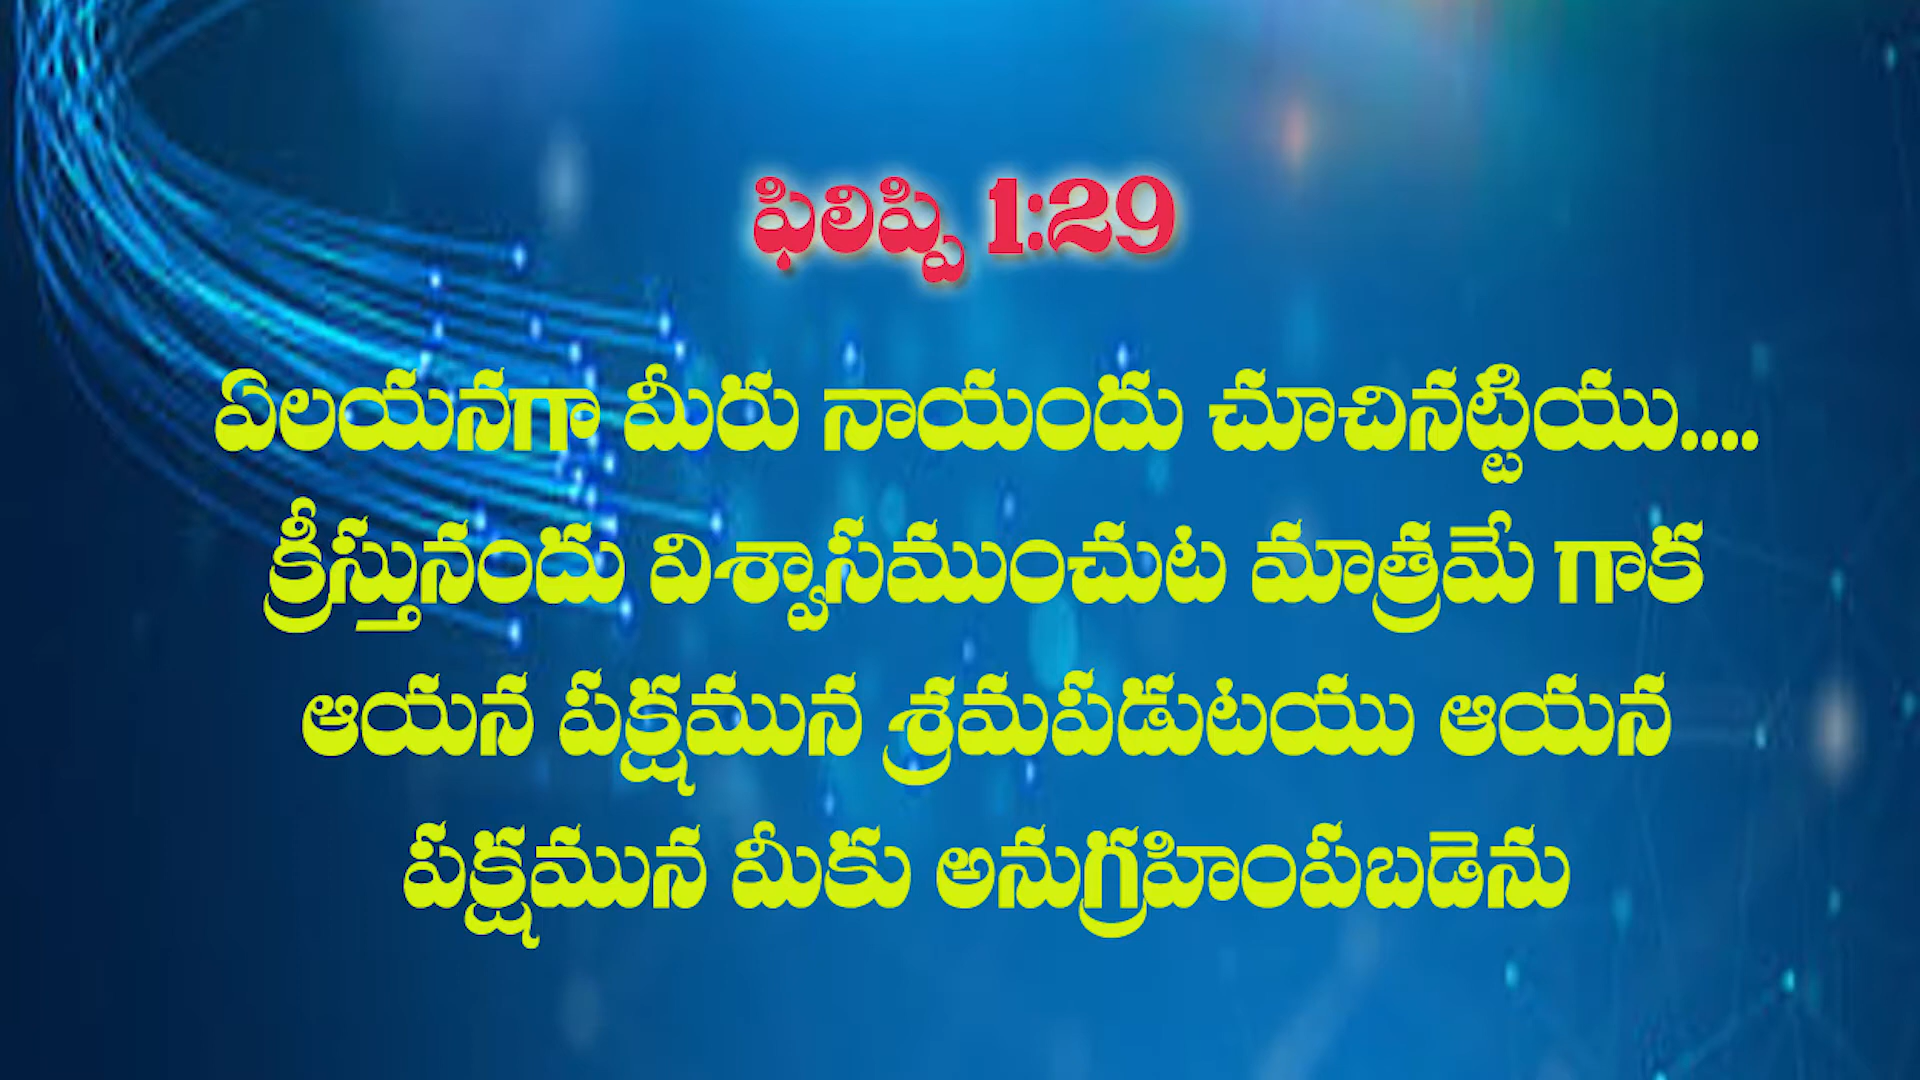 ఫిలిప్పి 1:29
ఏలయనగా మీరు నాయందు చూచినట్టియు....
క్రీస్తునందు విశ్వాసముంచుట మాత్రమే గాక
ఆయన పక్షమున శ్రమపడుటయు ఆయన
పక్షమున మీకు అనుగ్రహింపబడెను